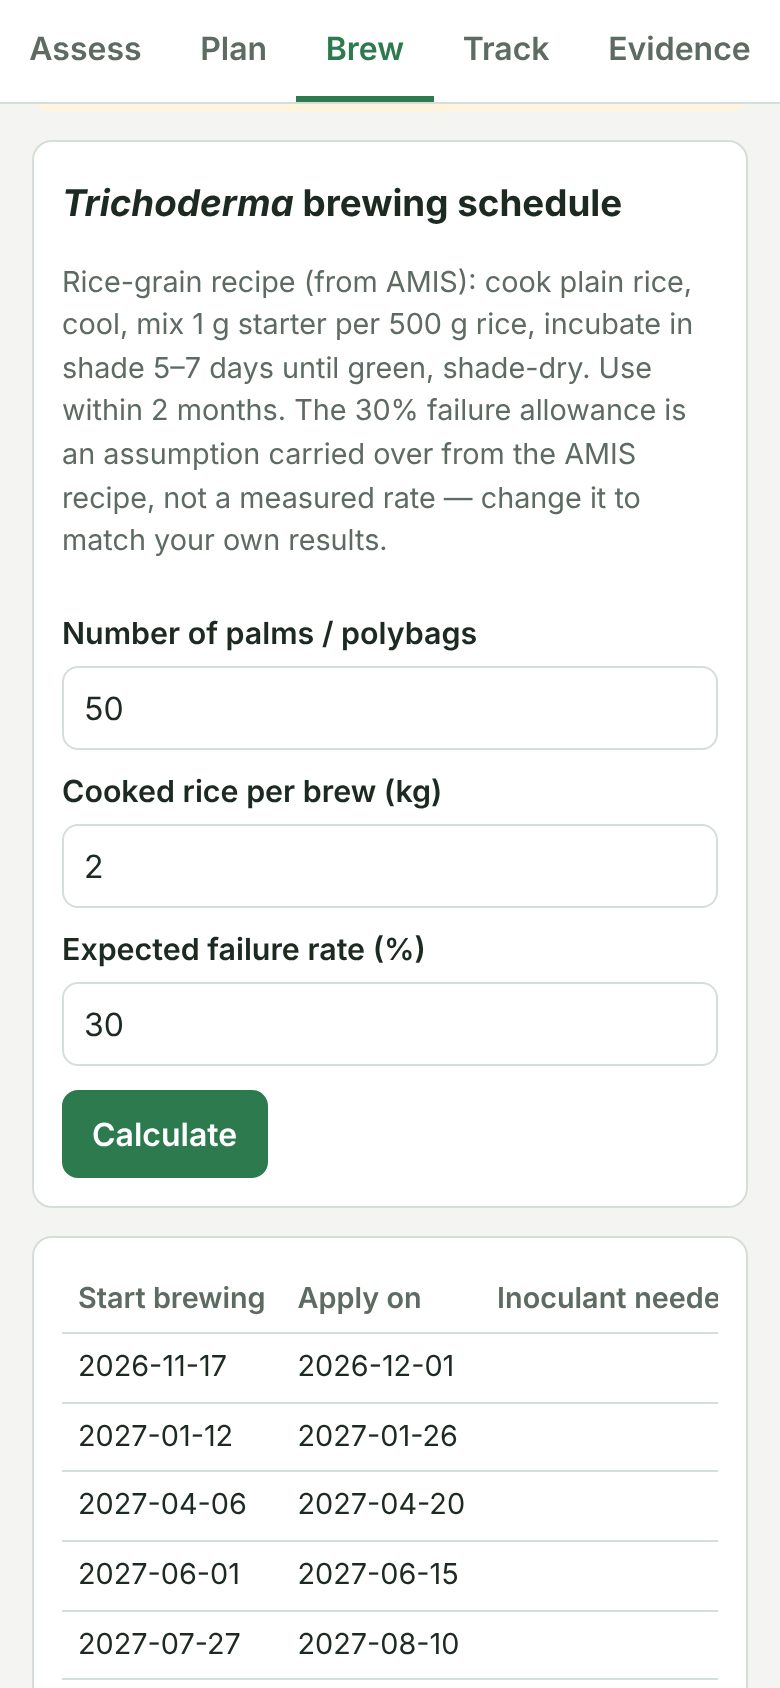 Assess Plan Brew Track Evidence
Trichoderma brewing schedule
Rice-grain recipe (from AMIS): cook plain rice,
cool, mix 1 g starter per 500 g rice, incubate in
shade 5–7 days until green, shade-dry. Use
within 2 months. The 30% failure allowance is
an assumption carried over from the AMIS
recipe, not a measured rate — change it to
match your own results.
Number of palms / polybags
50
Cooked rice per brew (kg)
2
Expected failure rate (%)
30
Calculate
Start brewing Apply on Inoculant neede
2026-11-17 2026-12-01
2027-01-12 2027-01-26
2027-04-06 2027-04-20
2027-06-01 2027-06-15
2027-07-27 2027-08-10